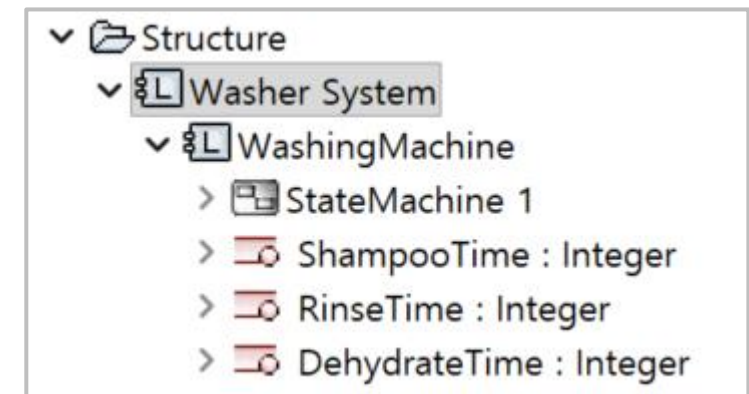 Structure
L Washer System
L WashingMachine
StateMachine 1
ShampooTime : Integer
RinseTime : Integer
DehydrateTime : Integer